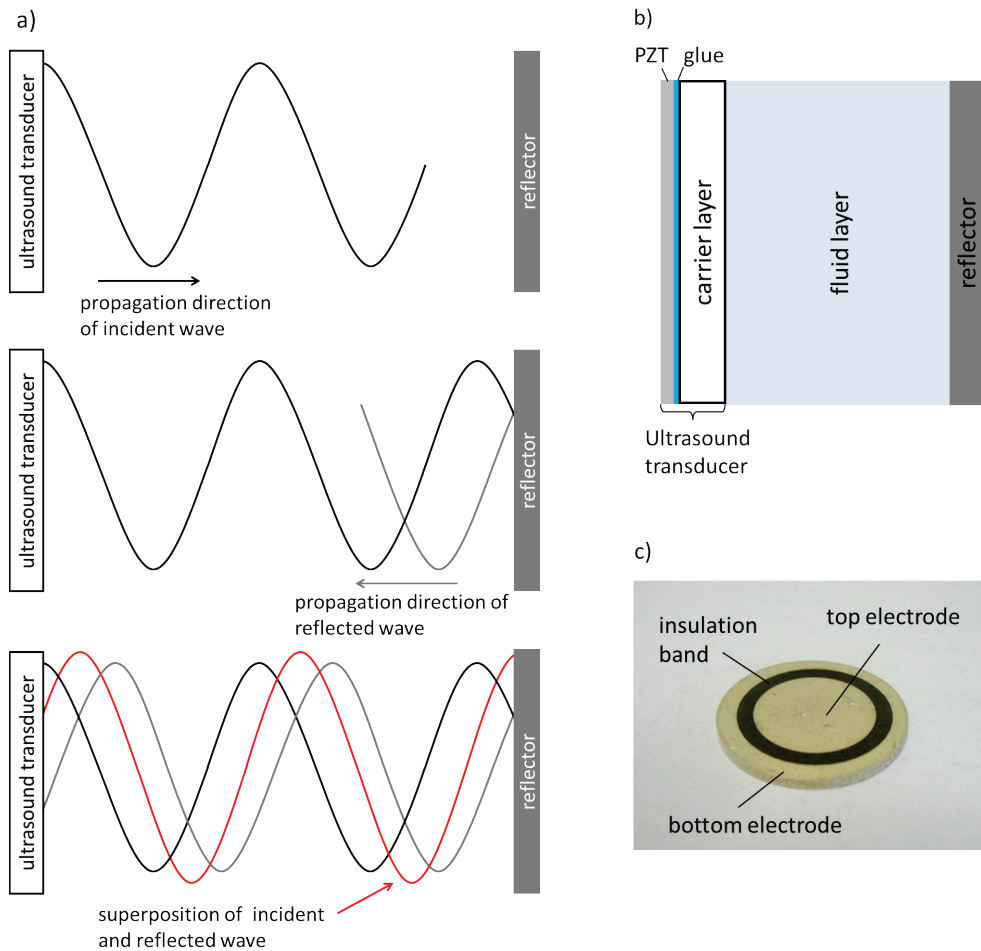 a)
ultrasound transducer
reflector
propagation direction
of incident wave
ultrasound transducer
reflector
propagation direction of
reflected wave
ultrasound transducer
reflector
superposition of incident
and reflected wave
b)
PZT glue
carrier layer
fluid layer
reflector
Ultrasound
transducer
c)
insulation
band
top electrode
bottom electrode